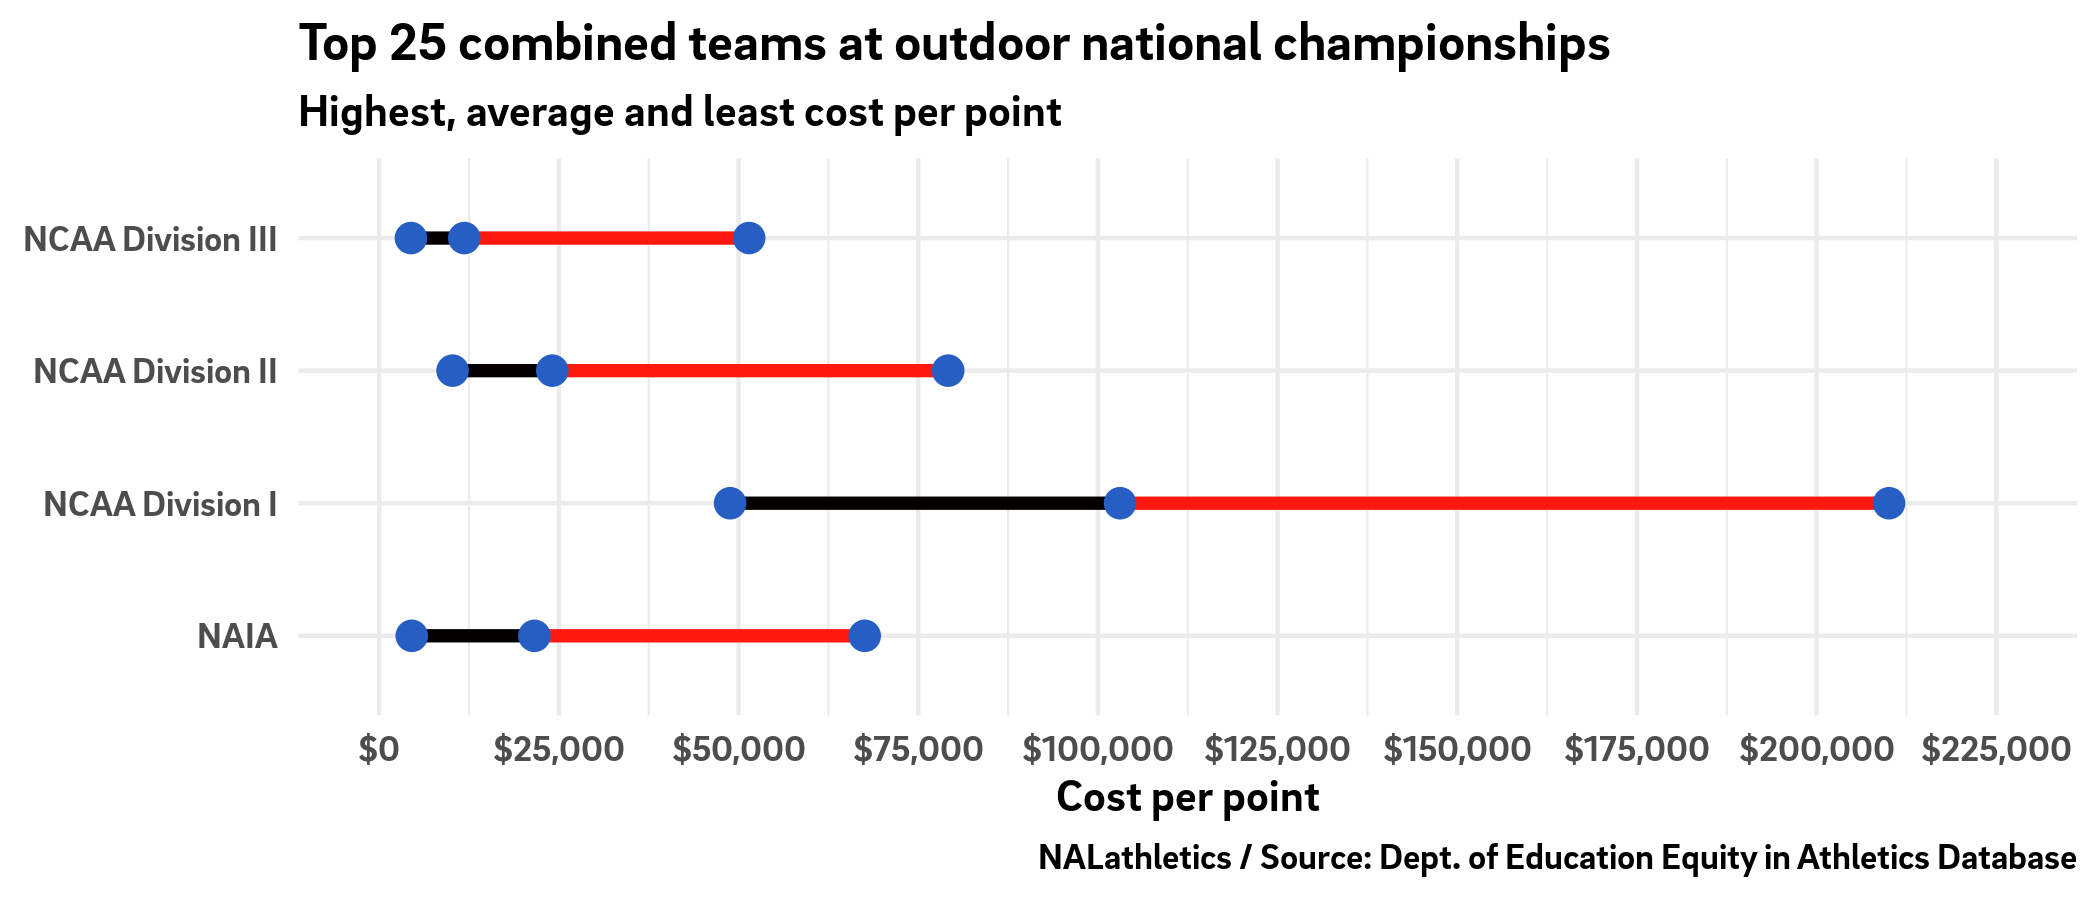 Top 25 combined teams at outdoor national championships
Highest, average and least cost per point
NCAA Division III
NCAA Division II
NCAA Division I
NAIA
$0 $25,000 $50,000 $75,000 $100,000 $125,000 $150,000 $175,000 $200,000 $225,000
Cost per point
NALathletics / Source: Dept. of Education Equity in Athletics Database